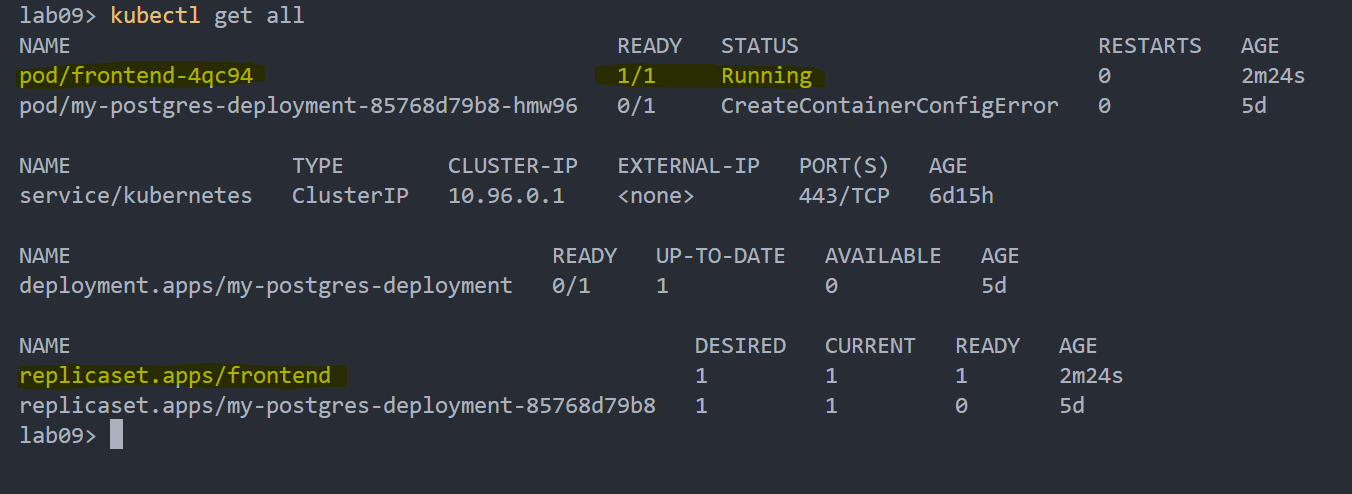 lab09> kubectl get all
NAME READY STATUS RESTARTS AGE
pod/frontend-4qc94 1/1 Running 0 2m24s
pod/my-postgres-deployment-85768d79b8-hmw96 0/1 CreateContainerConfigError 0 5d
NAME TYPE CLUSTER-IP EXTERNAL-IP PORT(S) AGE
service/kubernetes ClusterIP 10.96.0.1 <none> 443/TCP 6d15h
NAME READY UP-TO-DATE AVAILABLE AGE
deployment.apps/my-postgres-deployment 0/1 1 0 5d
NAME DESIRED CURRENT READY AGE
replicaset.apps/frontend 1 1 1 2m24s
replicaset.apps/my-postgres-deployment-85768d79b8 1 1 0 5d
lab09>